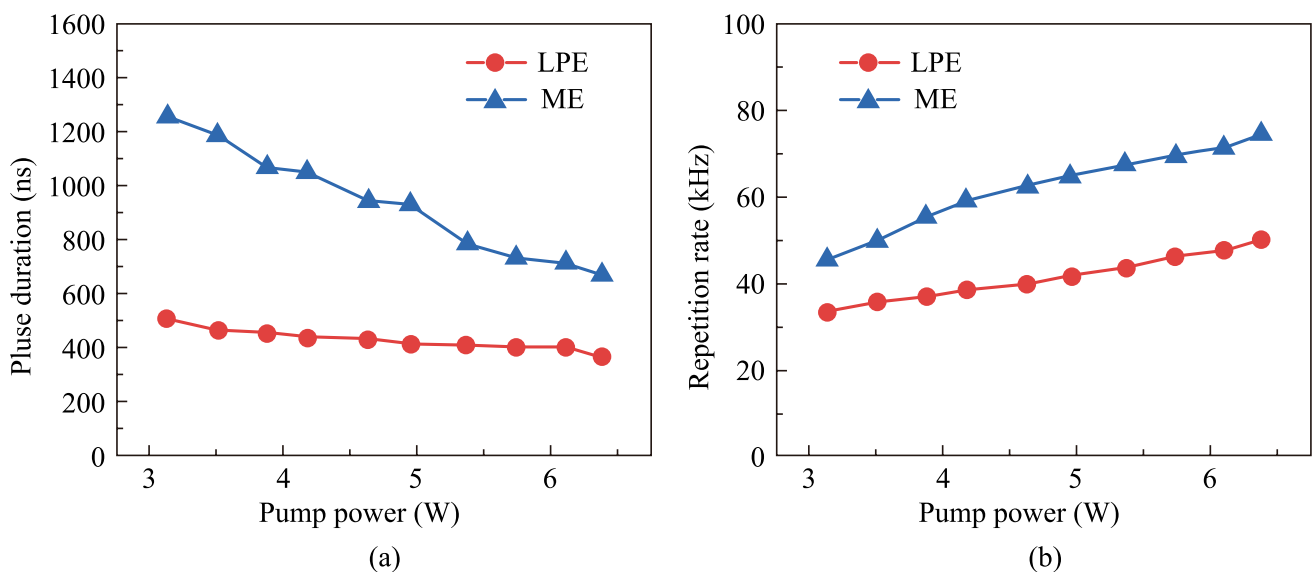 1600
1400
1200
1000
800
600
400
200
0
3 4 5 6
Pluse duration (ns)
Pump power (W)
LPE
ME
(a)
100
80
60
40
20
0
3 4 5 6
Repetition rate (kHz)
Pump power (W)
LPE
ME
(b)